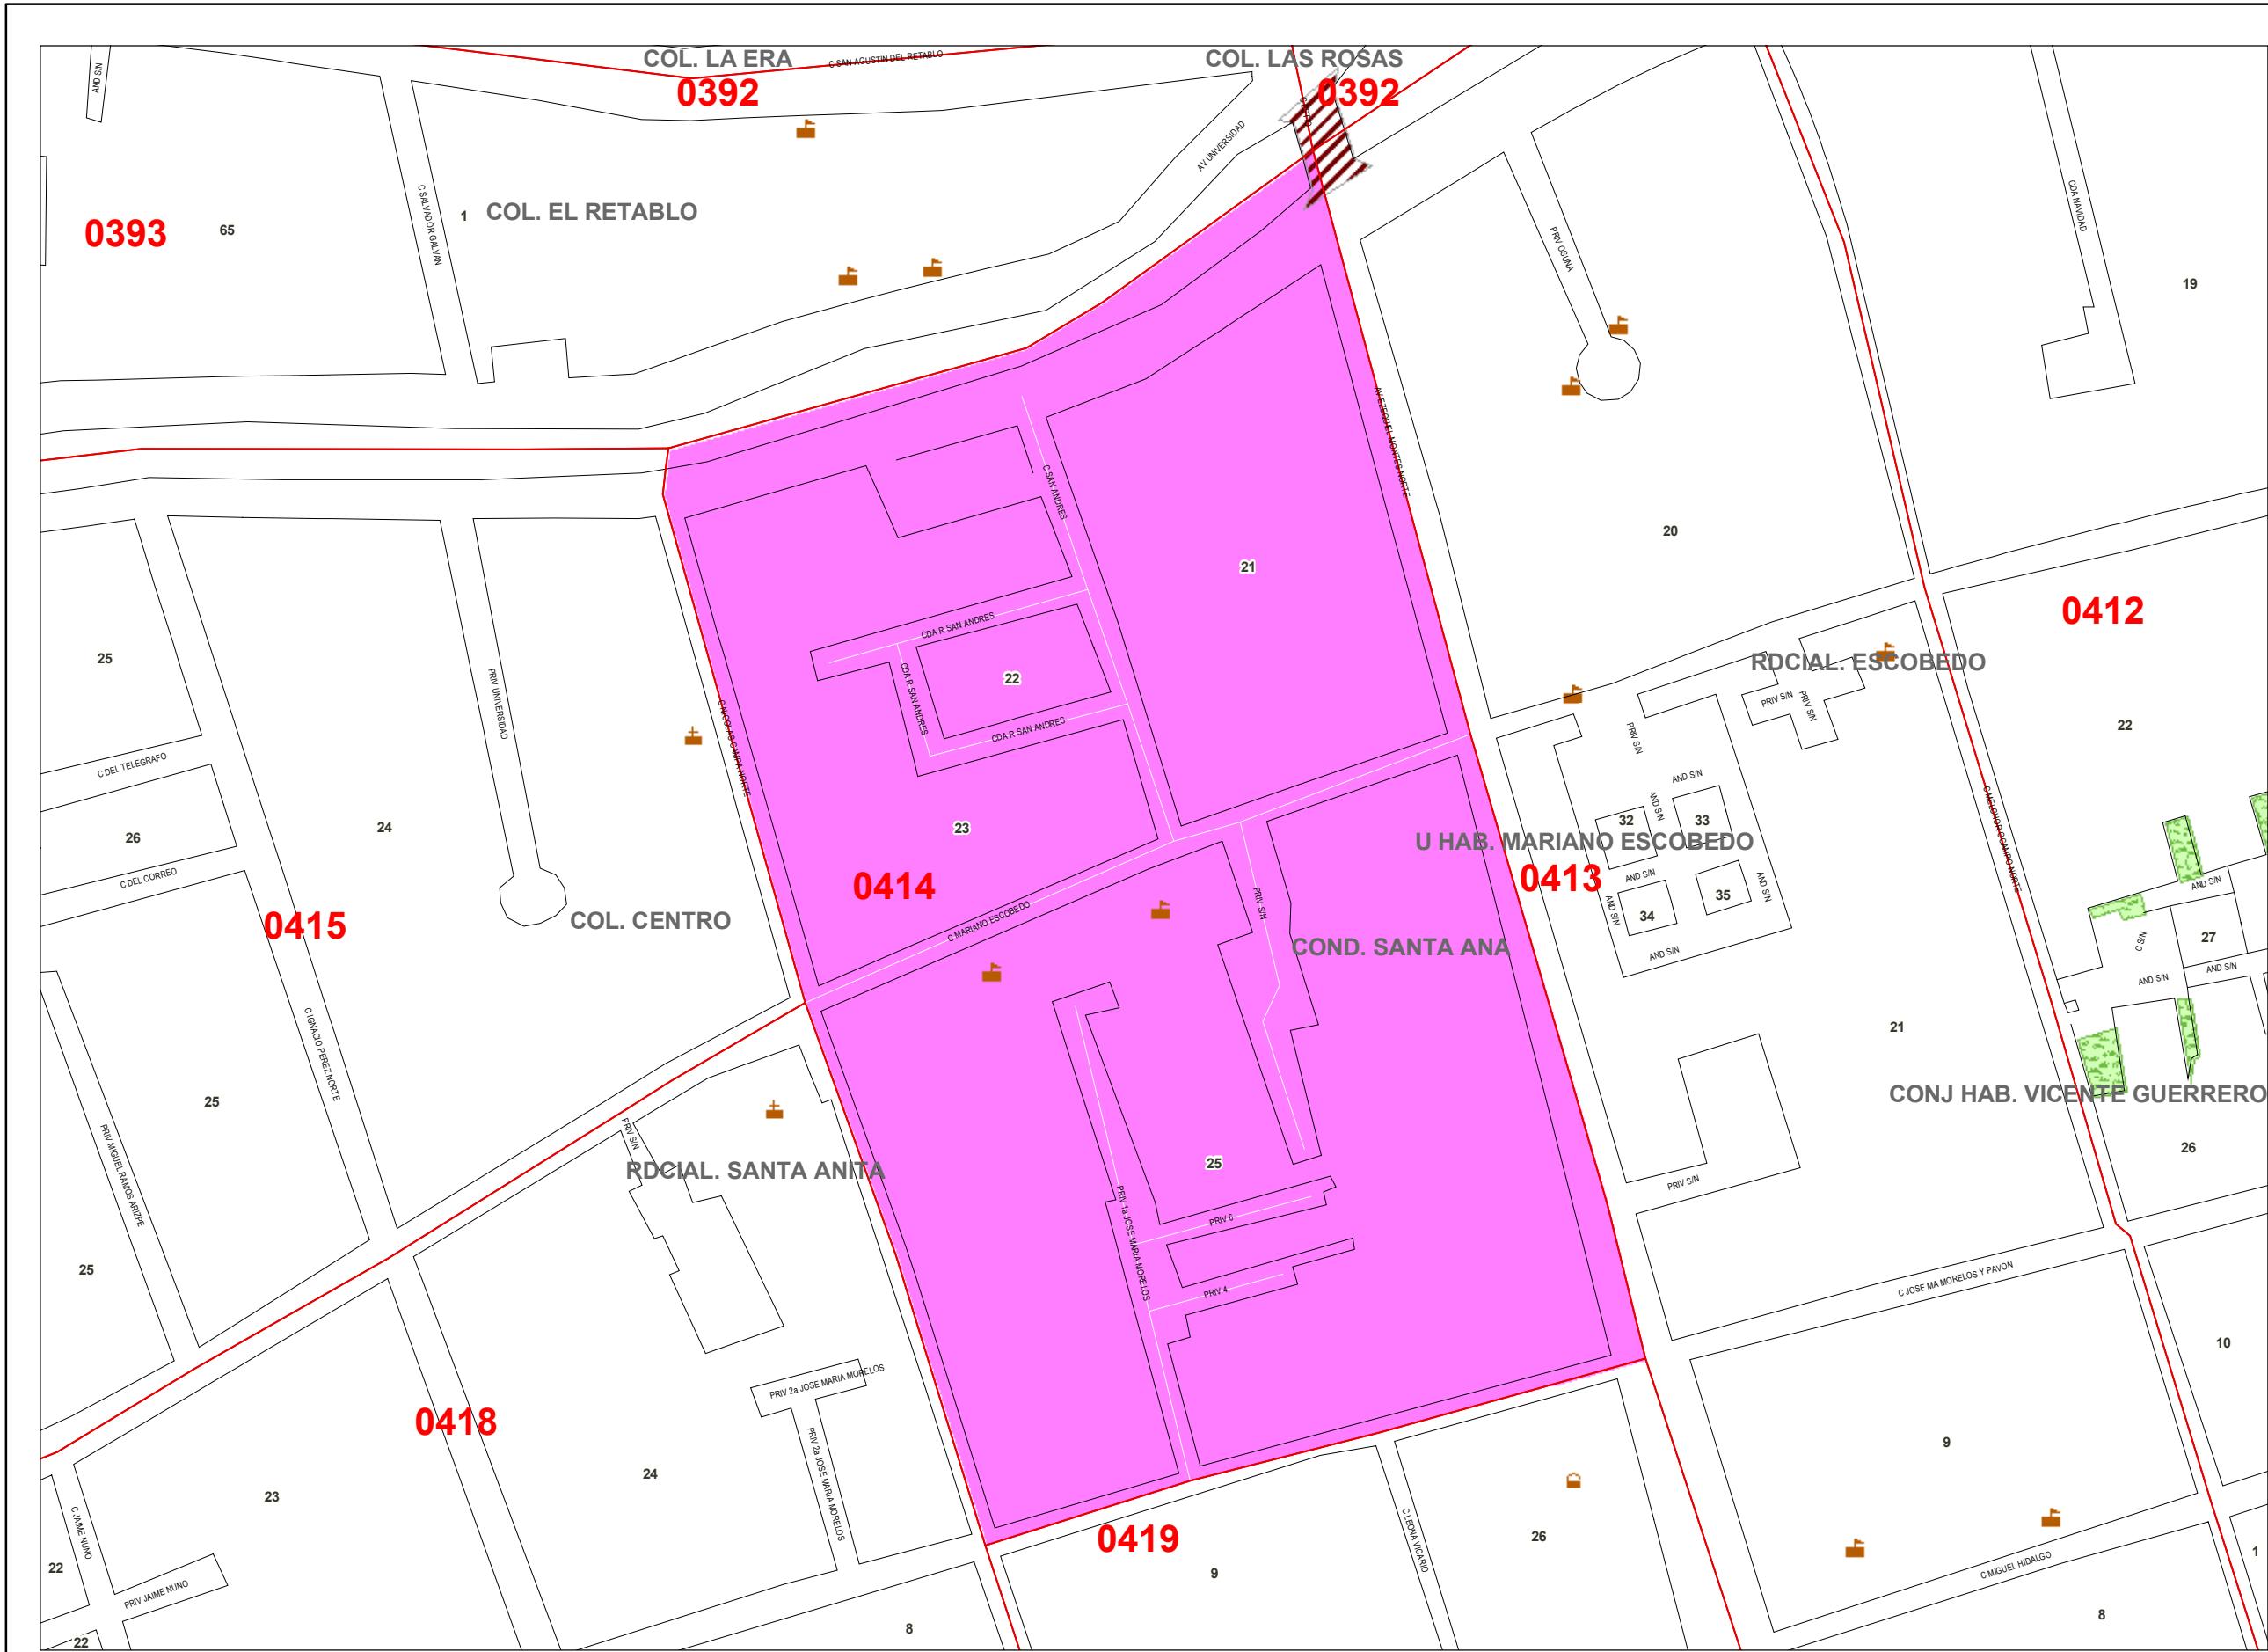 COL. LA ERA
COL. LAS ROSAS
C SAN AGUSTIN DEL RETABLO
0392
0392
AND S/N
AV UNIVERSIDAD
C SALVADOR GALVAN
1
COL. EL RETABLO
0393
65
PRIV OSUNA
CDA NAVIDAD
19
AV EZEQUIEL MONTES NORTE
C SAN ANDRES
20
21
0412
CDA R SAN ANDRES
25
22
RDCIAL. ESCOBEDO
CDA R SAN ANDRES
PRIV UNIVERSIDAD
PRIV S/N
PRIV S/N
22
CDA R SAN ANDRES
PRIV S/N
C NICOLAS CAMPA NORTE
C DEL TELEGRAFO
AND S/N
AND S/N
C MELCHOR OCAMPO NORTE
26
24
23
32
33
U HAB. MARIANO ESCOBEDO
C DEL CORREO
0414
0413
AND S/N
AND S/N
AND S/N
35
AND S/N
34
PRIV S/N
0415
COL. CENTRO
C MARIANO ESCOBEDO
COND. SANTA ANA
AND S/N
C S/N
27
AND S/N
AND S/N
C IGNACIO PEREZ NORTE
21
CONJ HAB. VICENTE GUERRERO
25
PRIV S/N
PRIV MIGUEL RAMOS ARIZPE
RDCIAL. SANTA ANITA
25
26
PRIV S/N
PRIV 1a JOSE MARIA MORELOS
PRIV 6
25
PRIV 4
C JOSE MA MORELOS Y PAVON
10
PRIV 2a JOSE MARIA MORELOS
0418
9
PRIV 2a JOSE MARIA MORELOS
24
23
C JAIME NUNO
C LEONA VICARIO
0419
26
22
9
C MIGUEL HIDALGO
1
PRIV JAIME NUNO
8
8
22